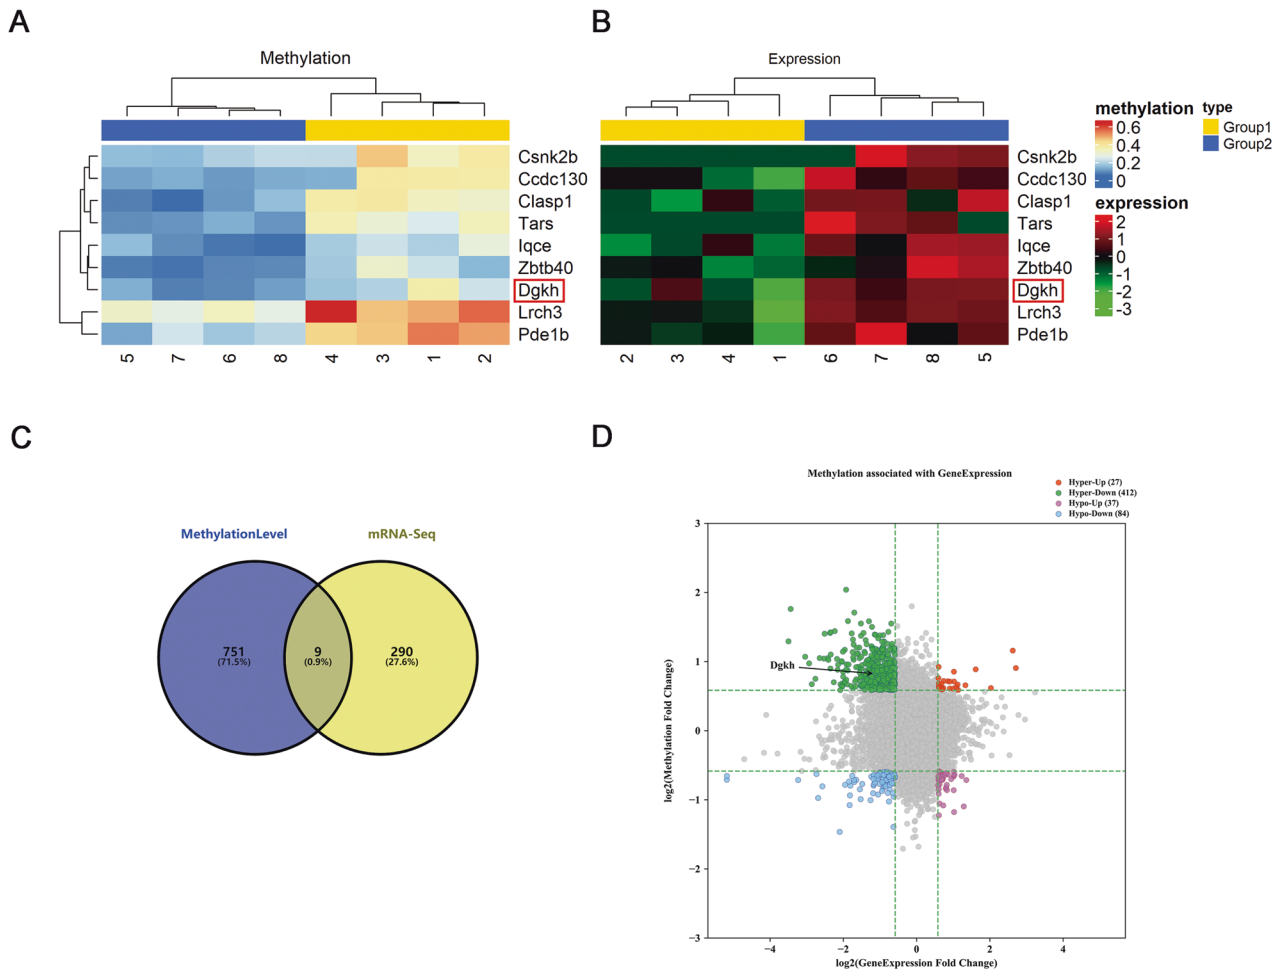 A
Methylation
Csnk2b
Ccdc130
Clasp1
Tars
Iqce
Zbtb40
Dgkh
Lrch3
Pde1b
5 7 6 8 4 3 1 2
B
Expression
Csnk2b
Ccdc130
Clasp1
Tars
Iqce
Zbtb40
Dgkh
Lrch3
Pde1b
2 3 4 1 6 7 8 5
methylation
0.6
0.4
0.2
0
type
Group1
Group2
expression
2
1
0
-1
-2
-3
C
MethylationLevel
mRNA-Seq
751
(71.5%)
9
(0.9%)
290
(27.6%)
D
Methylation associated with GeneExpression
Hyper-Up (27)
Hyper-Down (412)
Hypo-Up (37)
Hypo-Down (84)
log2(Methylation Fold Change)
3
2
1
0
−1
−2
−3
Dgkh
−4 −2 0 2 4
log2(GeneExpression Fold Change)